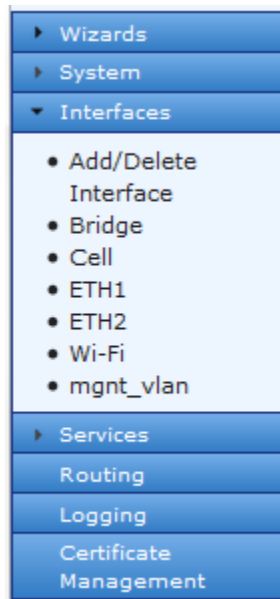 Wizards
System
Interfaces
Add/Delete
Interface
Bridge
Cell
ETH1
ETH2
Wi-Fi
mgnt_vlan
Services
Routing
Logging
Certificate
Management